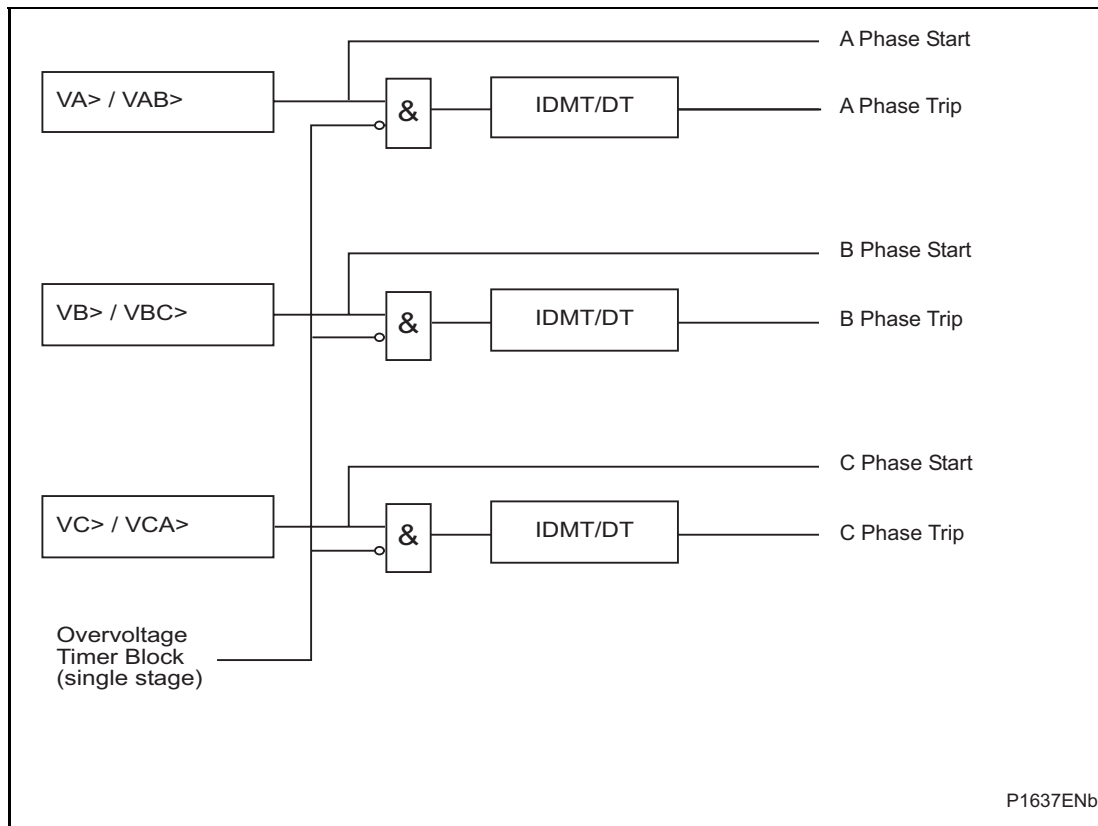 A Phase Start
VA> / VAB>
&
IDMT/DT
A Phase Trip
B Phase Start
VB> / VBC>
&
IDMT/DT
B Phase Trip
C Phase Start
VC> / VCA>
&
IDMT/DT
C Phase Trip
Overvoltage
Timer Block
(single stage)
P1637ENb